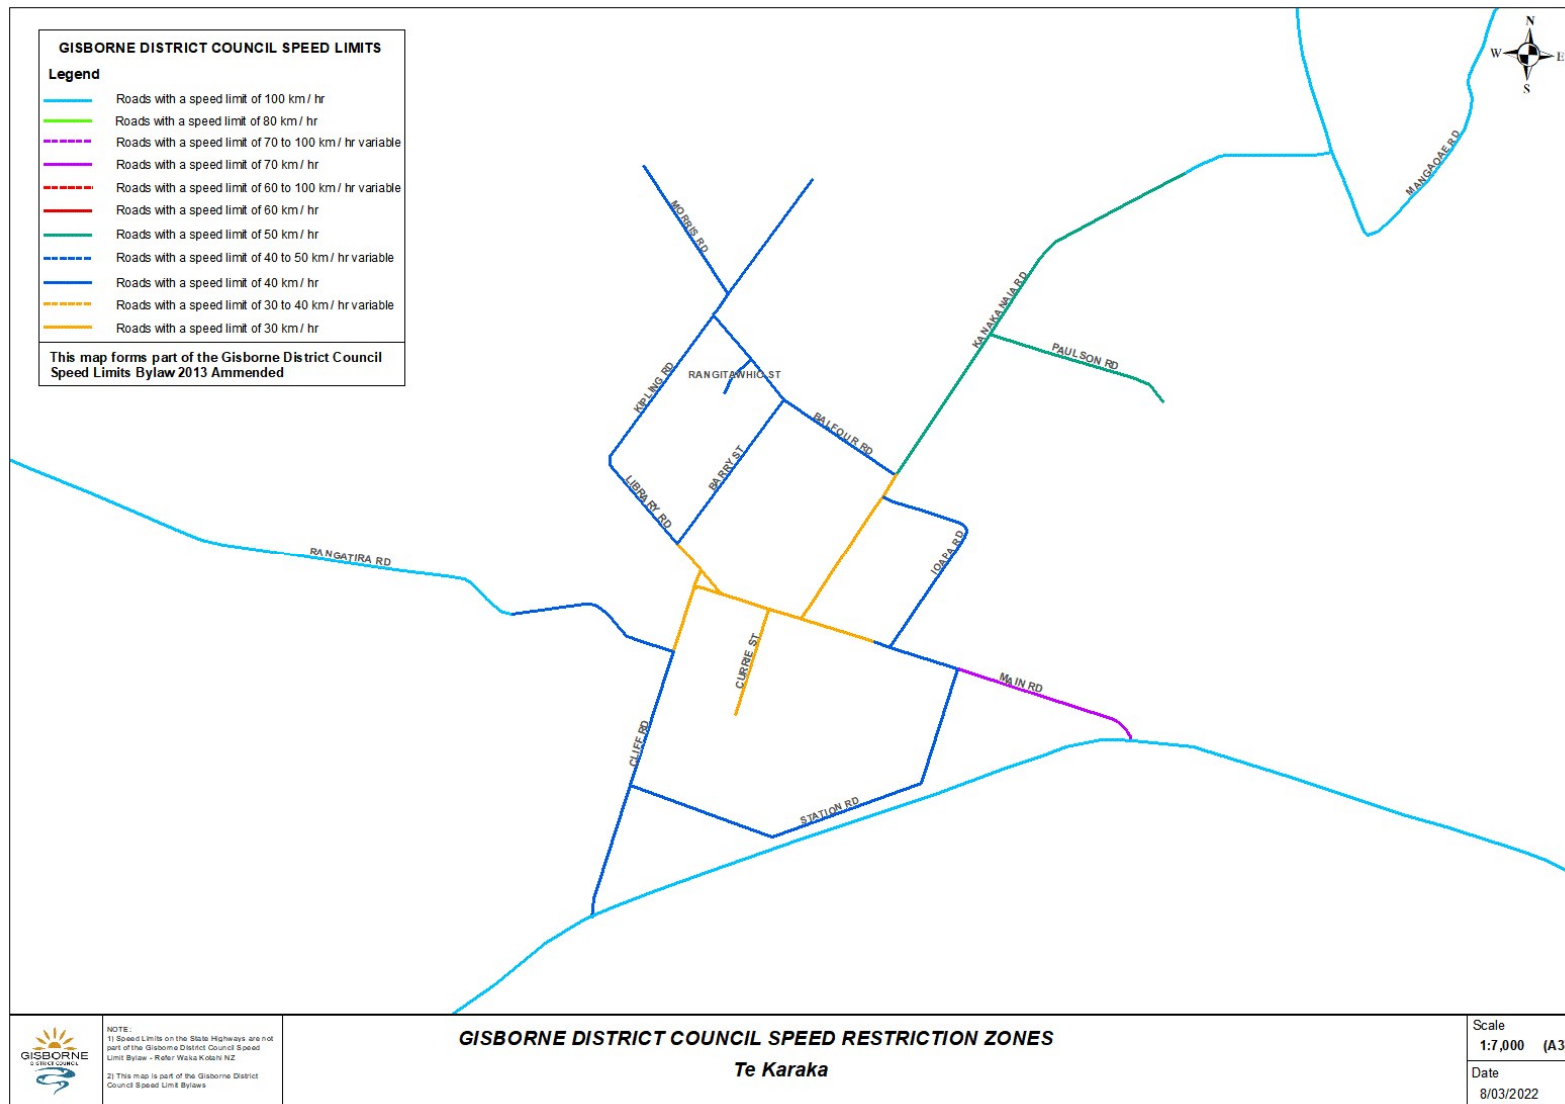 GISBORNE DISTRICT COUNCIL SPEED LIMITS
Legend
Roads with a speed limit of 100 km / hr
Roads with a speed limit of 80 km / hr
Roads with a speed limit of 70 to 100 km / hr variable
Roads with a speed limit of 70 km / hr
Roads with a speed limit of 60 to 100 km / hr variable
Roads with a speed limit of 60 km / hr
Roads with a speed limit of 50 km / hr
Roads with a speed limit of 40 to 50 km / hr variable
Roads with a speed limit of 40 km / hr
Roads with a speed limit of 30 to 40 km / hr variable
Roads with a speed limit of 30 km / hr
This map forms part of the Gisborne District Council
Speed Limits Bylaw 2013 Ammended
N
W
E
S
MANGAOAE RD
MORRIS RD
KANAKANAIA RD
PAULSON RD
RANGITAWHIO ST
KIPLING RD
BALFOUR RD
BARRY ST
LIBRARY RD
IOAPA RD
RANGATIRA RD
CURRIE ST
MAIN RD
CLIFF RD
STATION RD
GISBORNE
DISTRICT COUNCIL
NOTE:
1) Speed Limits on the State Highways are not
part of the Gisborne District Council Speed
Limit Bylaw - Refer Waka Kotahi NZ
2) This map is part of the Gisborne District
Council Speed Limit Bylaws
GISBORNE DISTRICT COUNCIL SPEED RESTRICTION ZONES
Te Karaka
Scale
1:7,000 (A3
Date
8/03/2022